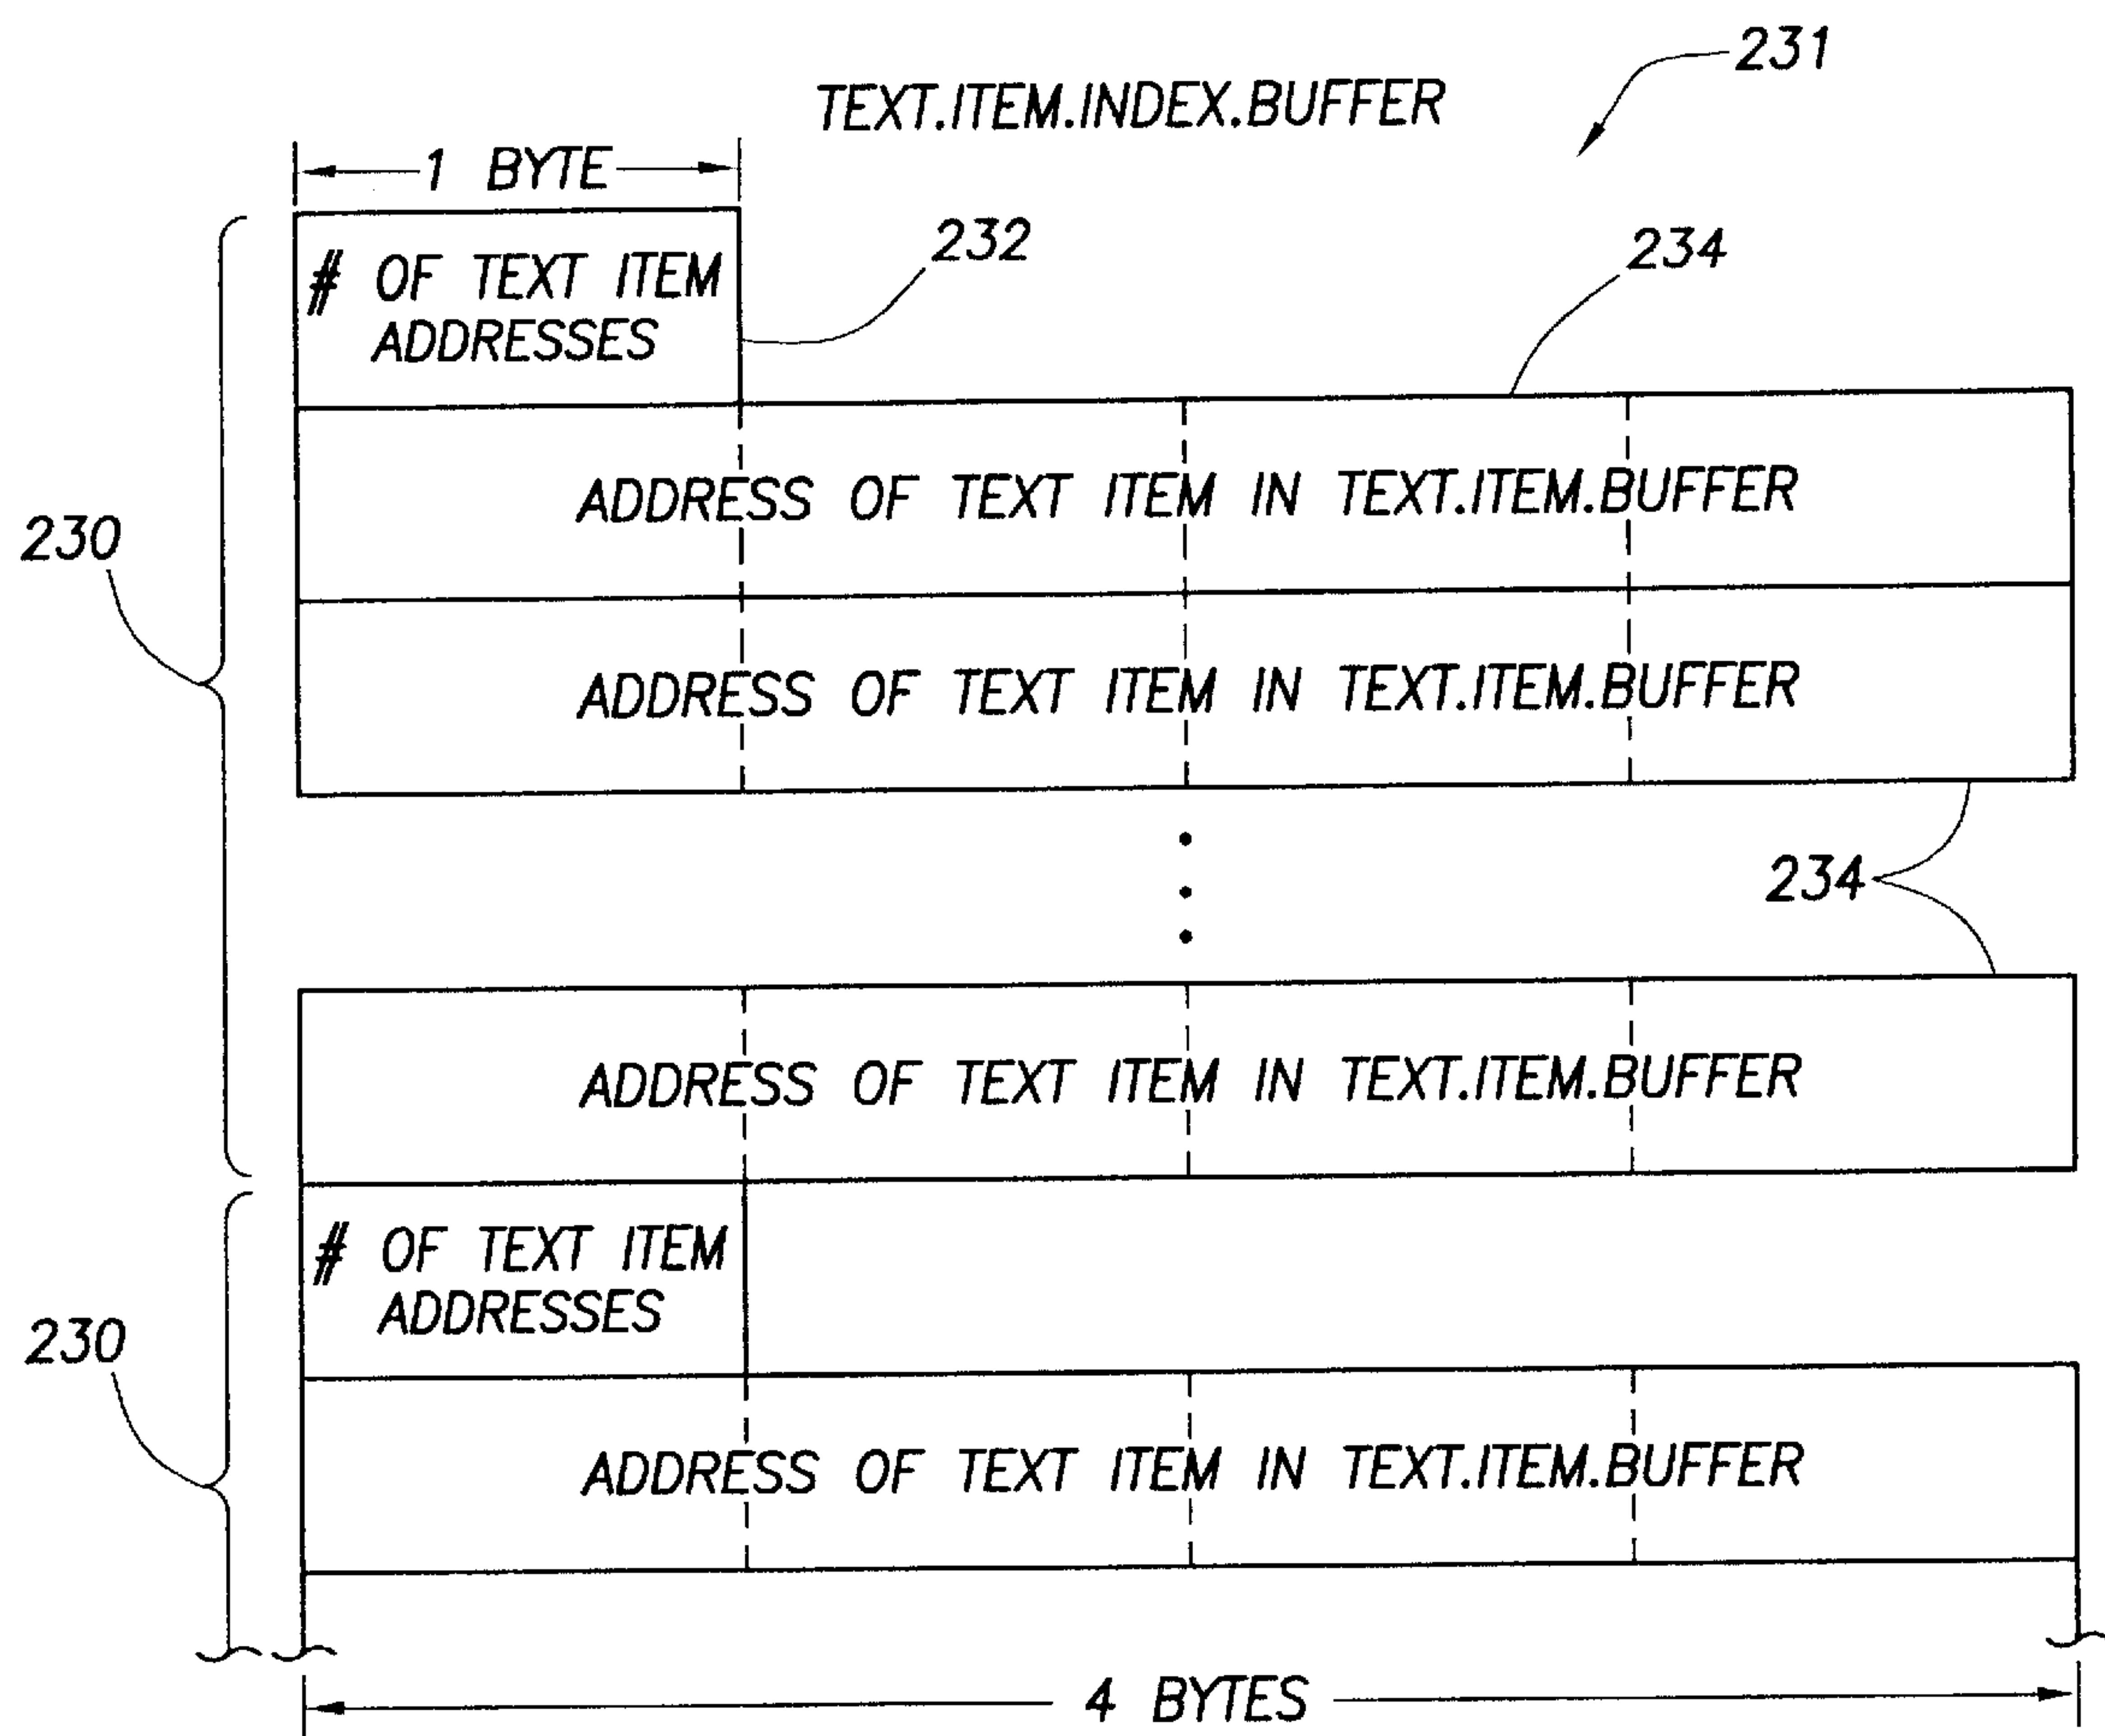 231
TEXT.ITEM.INDEX.BUFFER
1 BYTE
232
234
# OF TEXT ITEM
ADDRESSES
ADDRESS OF TEXT ITEM IN TEXT.ITEM.BUFFER
230
ADDRESS OF TEXT ITEM IN TEXT.ITEM.BUFFER
234
ADDRESS OF TEXT ITEM IN TEXT.ITEM.BUFFER
# OF TEXT ITEM
ADDRESSES
230
ADDRESS OF TEXT ITEM IN TEXT.ITEM.BUFFER
4 BYTES